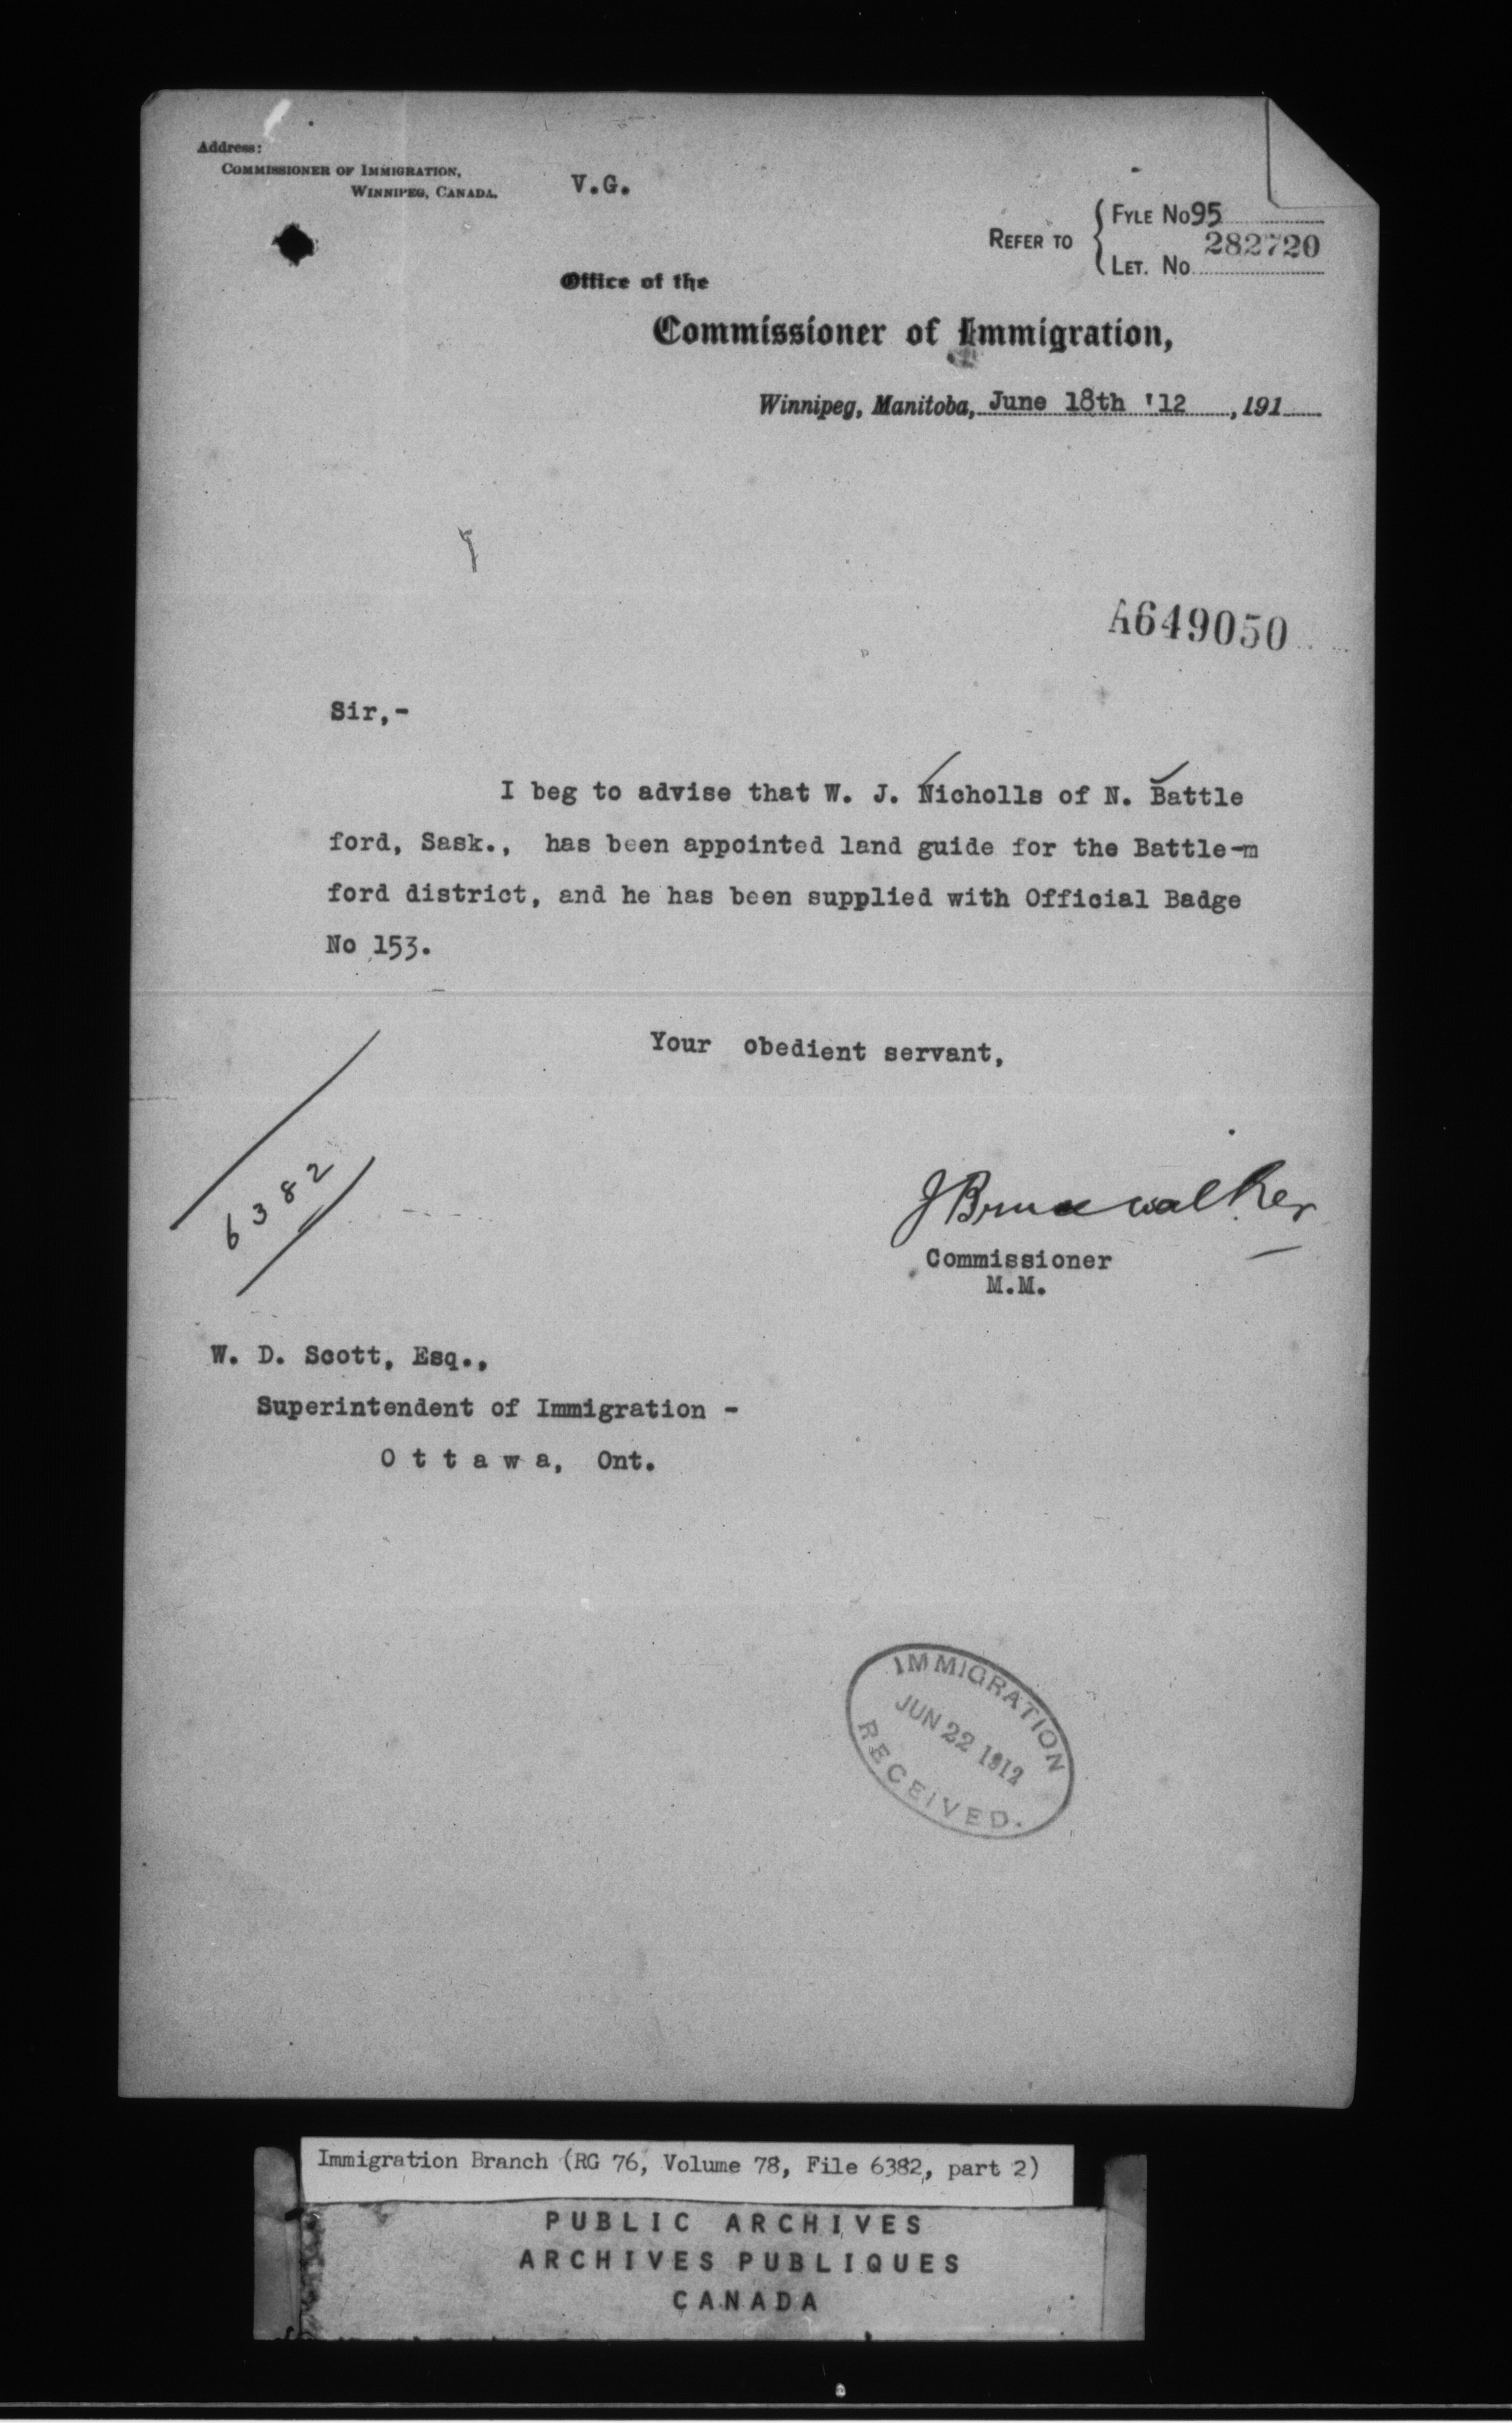 Address:
COMMISSIONER OF IMMIGRATION,
WINNIPEG, CANADA.
V.G.
REFER TO
FYLE No 95
LET. No 282720
Office of the
Commissioner of Immigration,
Winnipeg, Manitoba, June 18th '12 , 191
A649050
Sir,-
I beg to advise that W. J. Nicholls of N. Battle
ford, Sask., has been appointed land guide for the Battle-m
ford district, and he has been supplied with Official Badge
No 153.
Your obedient servant,
6382
J Bruce Walker
Commissioner
M.M.
W. D. Scott, Esq.,
Superintendent of Immigration -
O t t a w a, Ont.
IMMIGRATION
JUN 22 1912
RECEIVED.
Immigration Branch (RG 76, Volume 78, File 6382, part 2)
PUBLIC ARCHIVES
ARCHIVES PUBLIQUES
CANADA